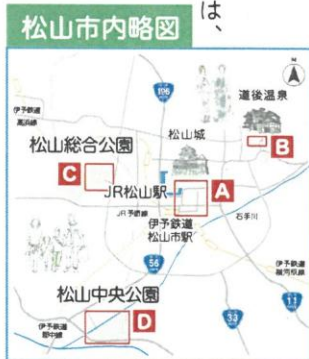 松山市内略図
は、
N
196
道後温泉
伊予鉄道
高浜線
松山城
B
松山総合公園
C
JR松山駅
A
JR予讃線
石手川
伊予鉄道
松山市駅
56
伊予鉄道
横河原線
11
松山中央公園
33
伊予鉄道
郡中線
D